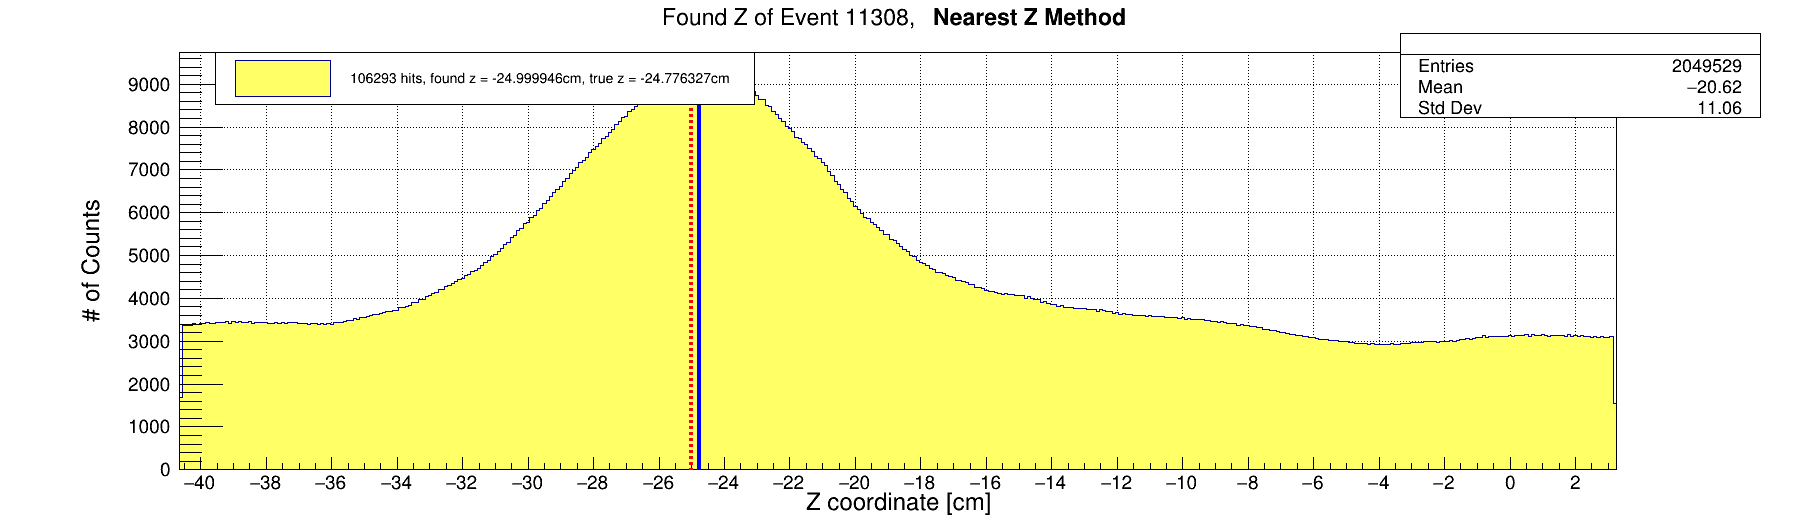 Found Z of Event 11308, Nearest Z Method
106293 hits, found z = -24.999946cm, true z = -24.776327cm
Entries 2049529
Mean −20.62
Std Dev 11.06
# of Counts
9000
8000
7000
6000
5000
4000
3000
2000
1000
0
−40 −38 −36 −34 −32 −30 −28 −26 −24 −22 −20 −18 −16 −14 −12 −10 −8 −6 −4 −2 0 2
Z coordinate [cm]